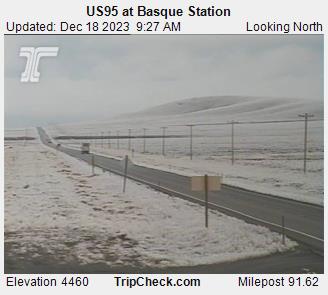 US95 at Basque Station
Updated: Dec 18 2023 9:27 AM Looking North
Elevation 4460 TripCheck.com Milepost 91.62